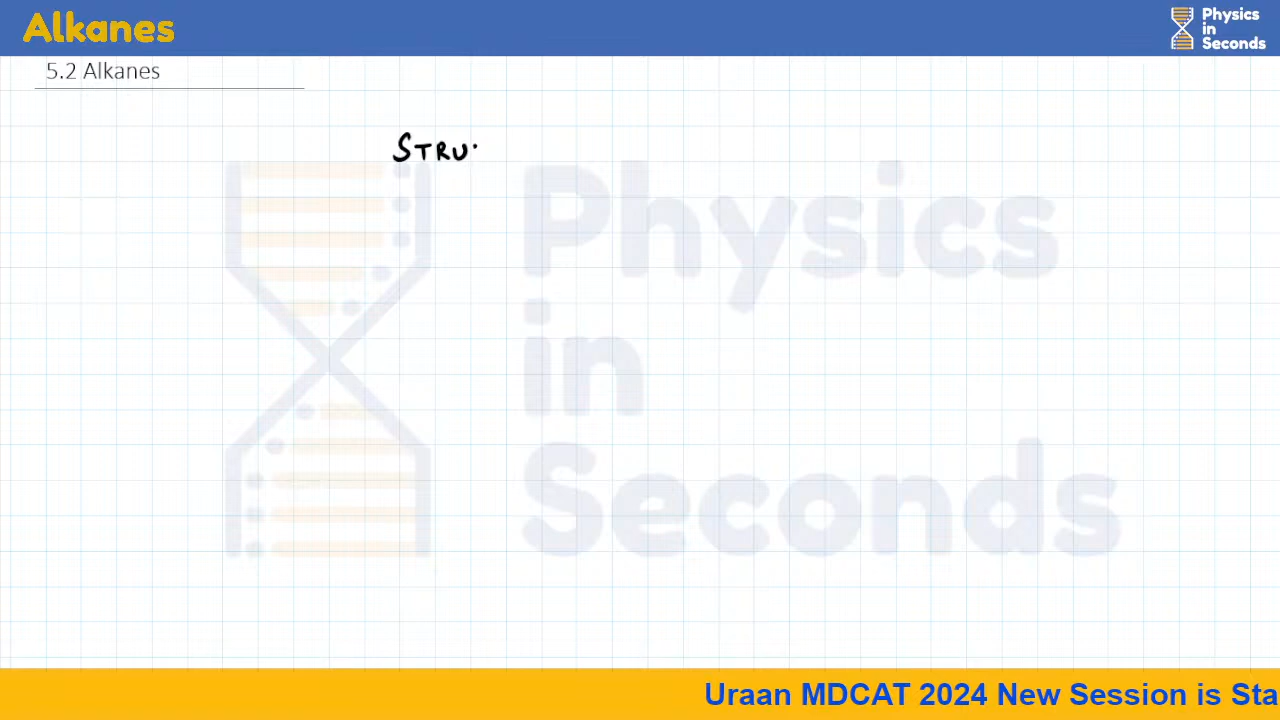 Alkanes
Physics
in
Seconds
5.2 Alkanes
STRU
Physics
in
Seconds
Uraan MDCAT 2024 New Session is Sta